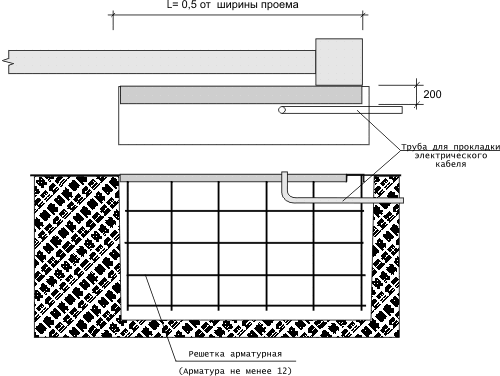 L= 0,5 от ширины проема
200
Труба для прокладки
электрического
кабеля
Решетка арматурная
(Арматура не менее 12)